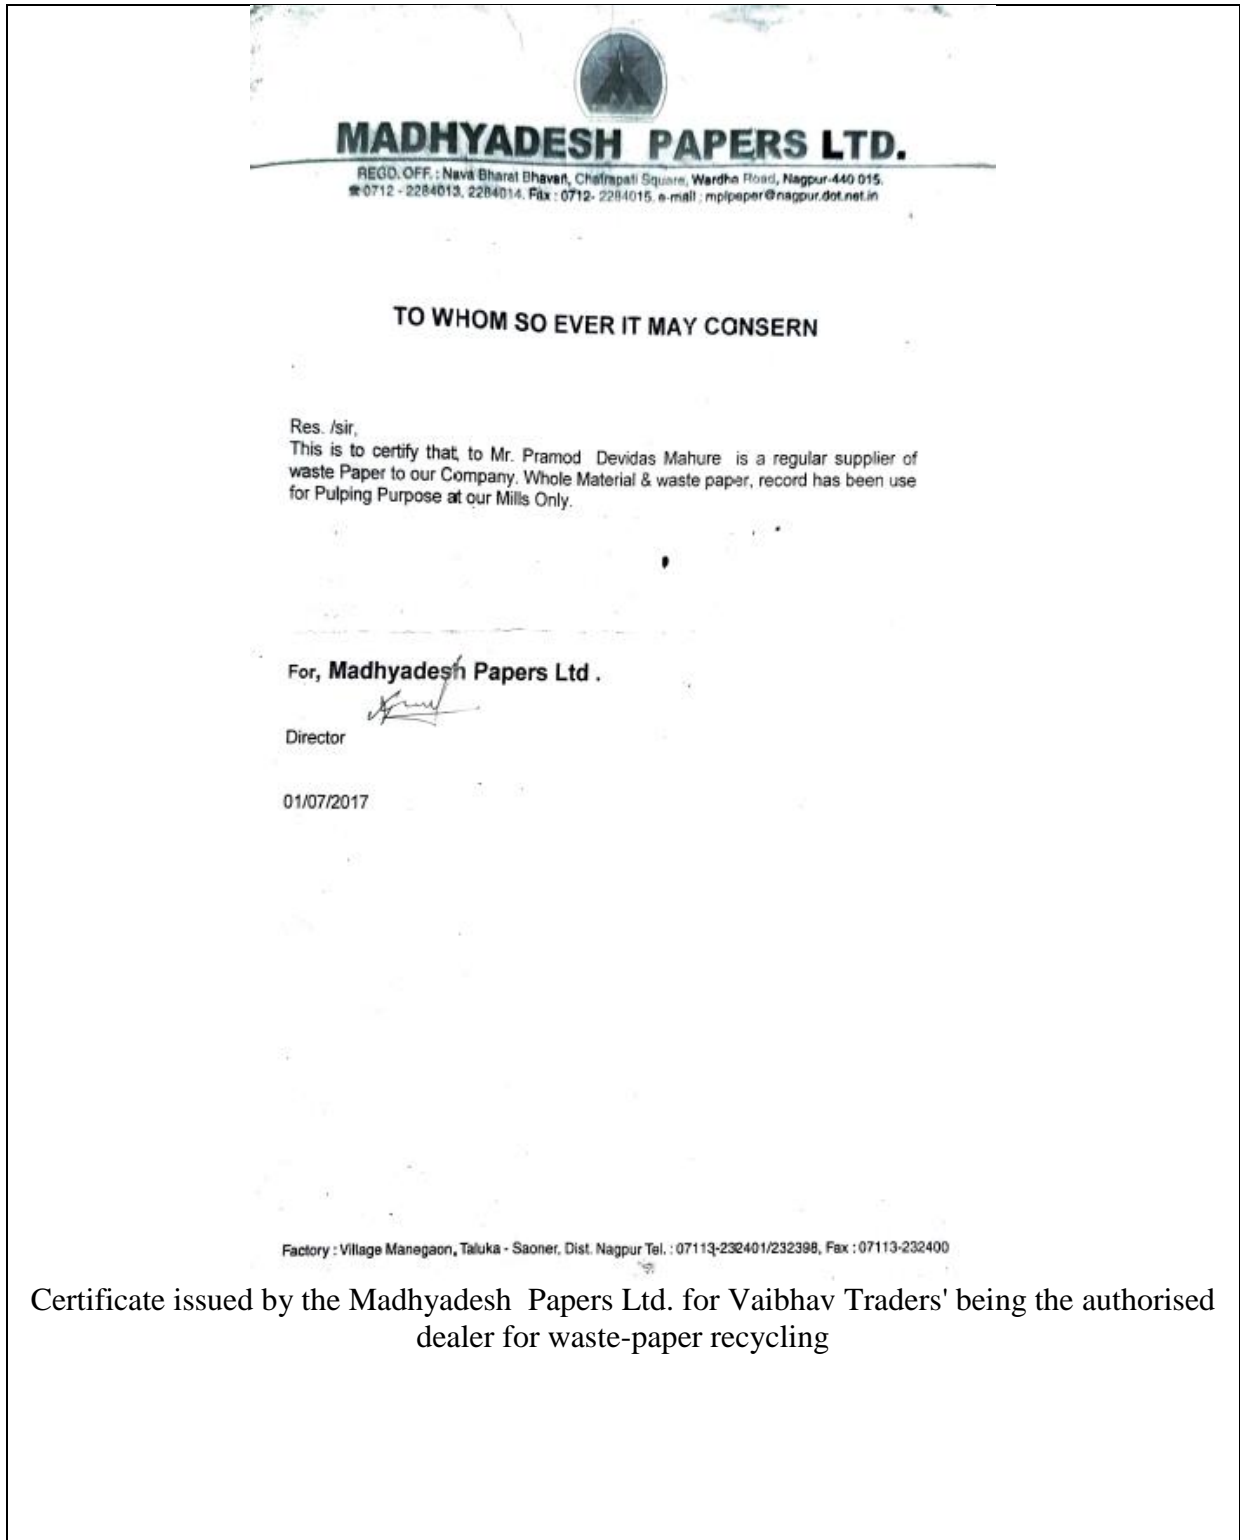 MADHYADESH PAPERS LTD.
REGD. OFF. : Nava Bharat Bhavan, Chatrapati Square, Wardha Road, Nagpur-440 015.
☎0712 - 2284013, 2284014. Fax : 0712- 2284015. e-mail : mplpaper@nagpur.dot.net.in
TO WHOM SO EVER IT MAY CONSERN
Res. /sir,
This is to certify that, to Mr. Pramod Devidas Mahure is a regular supplier of
waste Paper to our Company. Whole Material & waste paper, record has been use
for Pulping Purpose at our Mills Only.
For, Madhyadesh Papers Ltd .
Director
01/07/2017
Factory : Village Manegaon, Taluka - Saoner, Dist. Nagpur Tel. : 07113-232401/232398, Fax : 07113-232400
Certificate issued by the Madhyadesh Papers Ltd. for Vaibhav Traders' being the authorised
dealer for waste-paper recycling